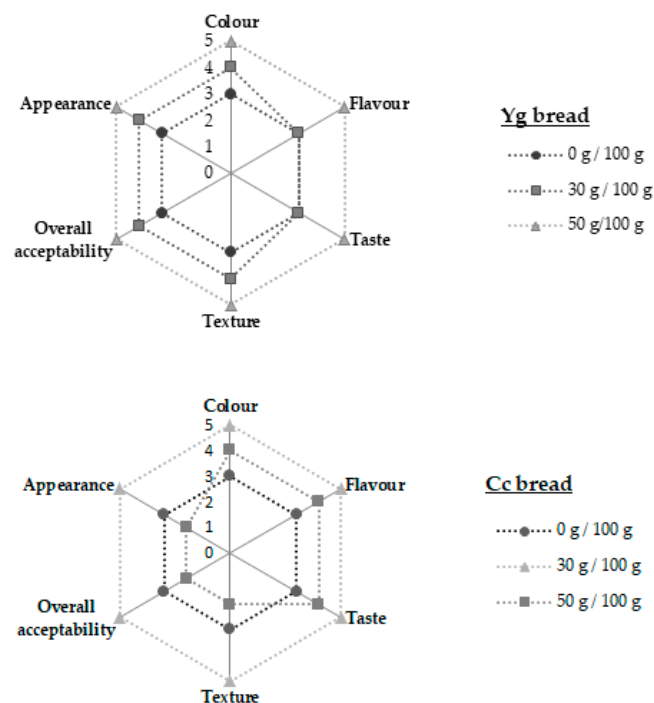 Colour
5
4
3
2
1
0
Appearance
Flavour
Overall
acceptability
Taste
Texture
Yg bread
0 g / 100 g
30 g / 100 g
50 g/100 g
Colour
5
4
3
2
1
0
Appearance
Flavour
Overall
acceptability
Taste
Texture
Cc bread
0 g / 100 g
30 g / 100 g
50 g / 100 g